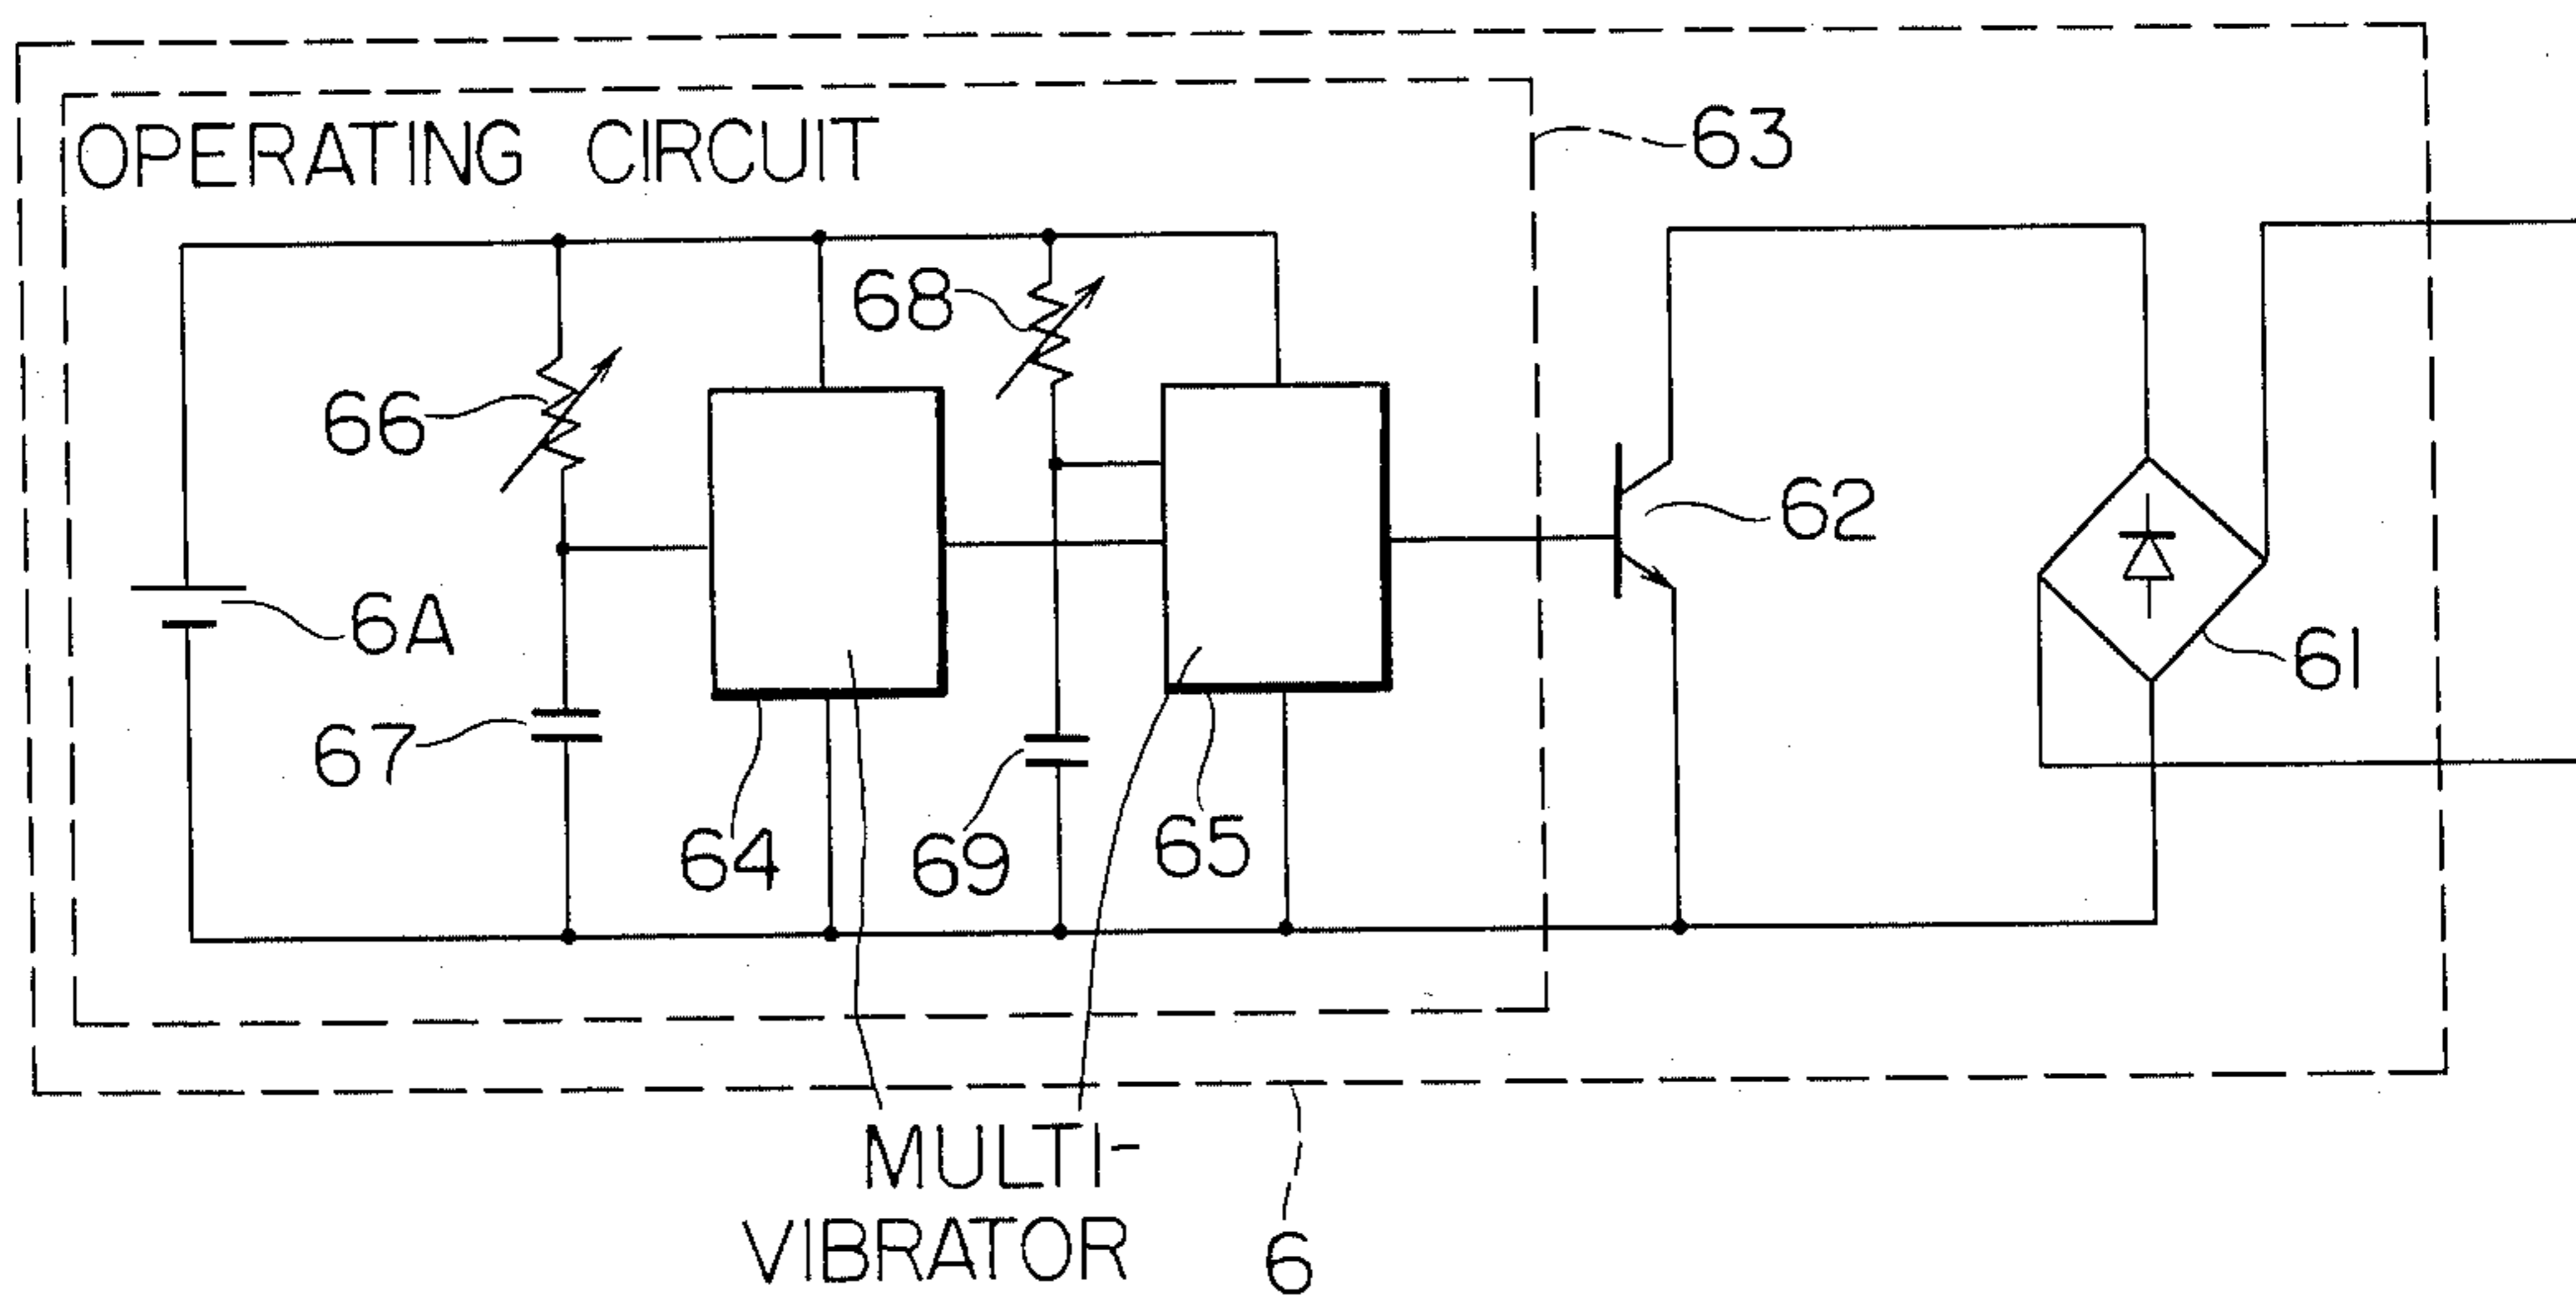 OPERATING CIRCUIT
63
68
66
62
6A
61
67
64
69
65
MULTI-
VIBRATOR
6